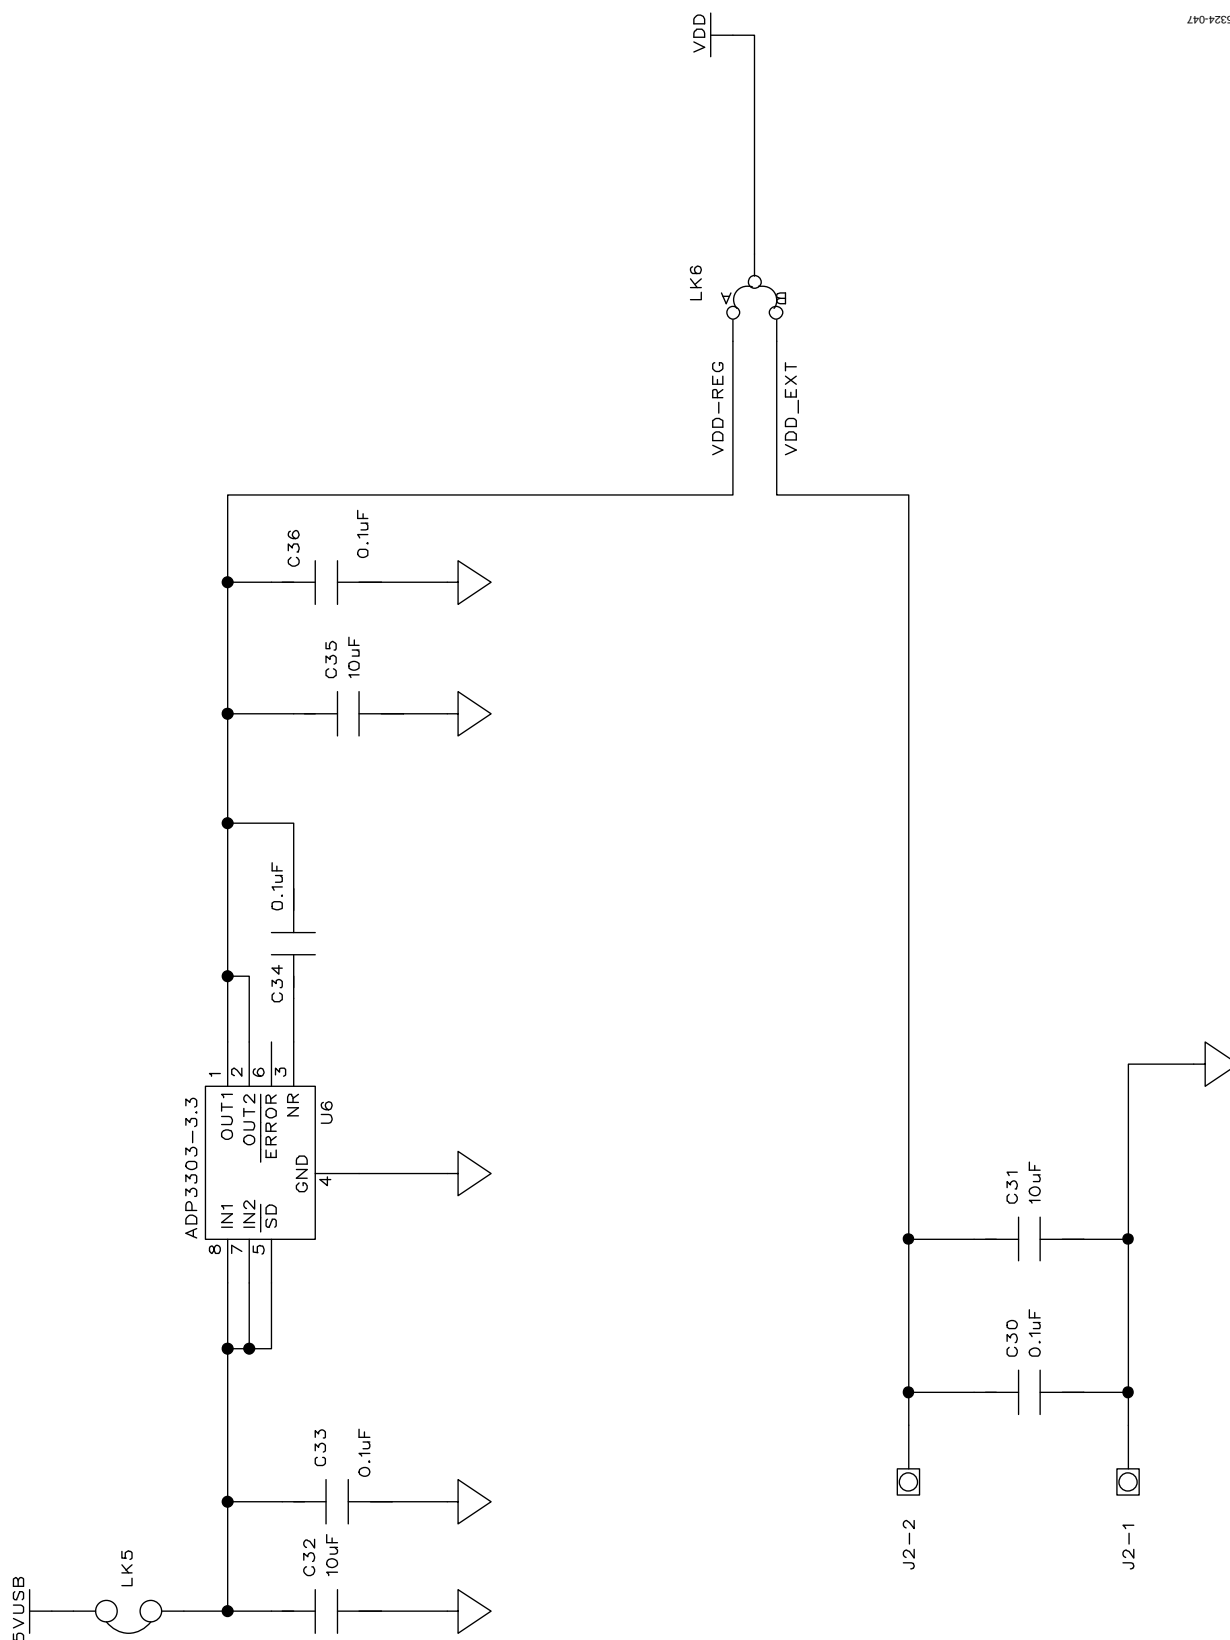 5VUSB
LK5
C32
10uF
C33
0.1uF
ADP3303-3.3
8
IN1
7
IN2
5
SD
GND
4
U6
OUT1
1
OUT2
2
ERROR
6
NR
3
C34
0.1uF
C35
10uF
C36
0.1uF
VDD-REG
VDD_EXT
LK6
A
B
VDD
J2-2
J2-1
C30
0.1uF
C31
10uF